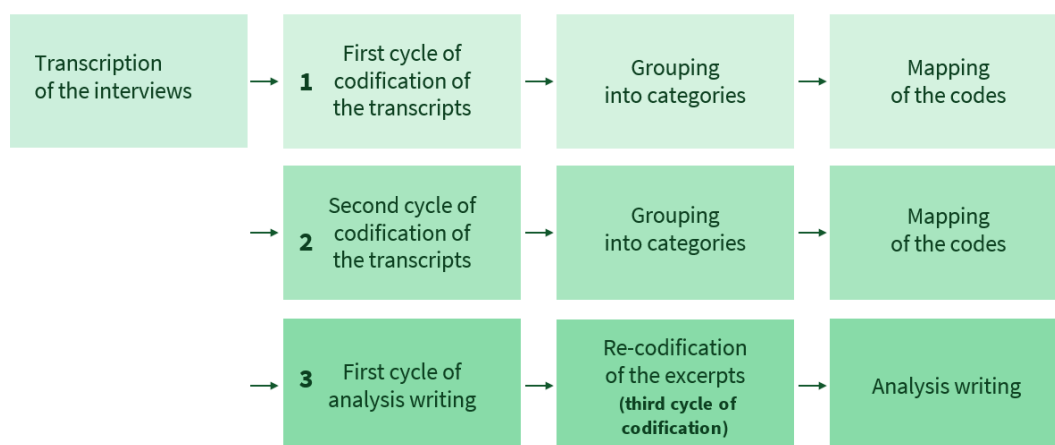 Transcription
of the interviews
1
First cycle of
codification of
the transcripts
Grouping
into categories
Mapping
of the codes
2
Second cycle of
codification of
the transcripts
Grouping
into categories
Mapping
of the codes
3
First cycle of
analysis writing
Re-codification
of the excerpts
(third cycle of
codification)
Analysis writing